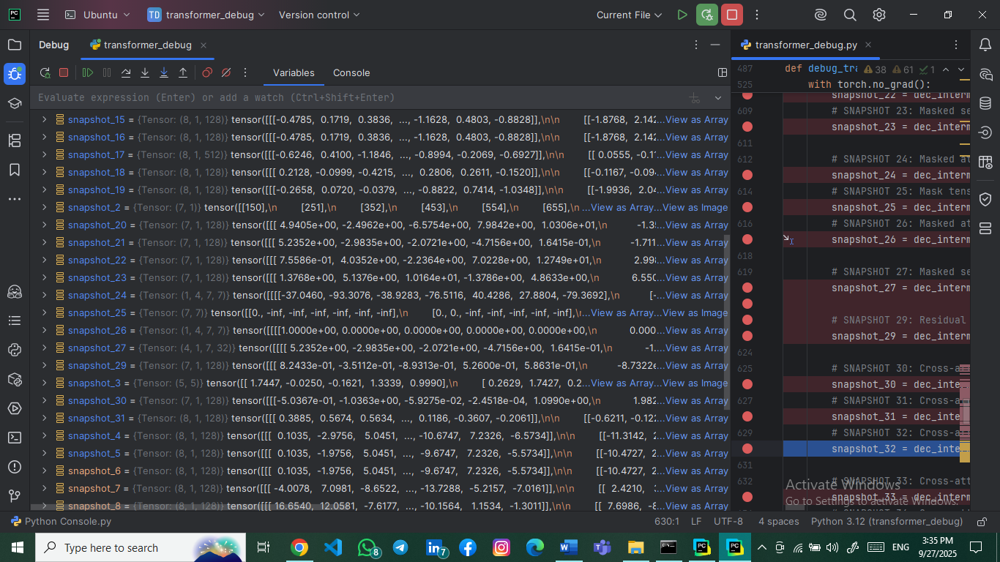 PC Ubuntu TD transformer_debug Version control Current File
Debug transformer_debug transformer_debug.py
Variables Console
Evaluate expression (Enter) or add a watch (Ctrl+Shift+Enter)
snapshot_15 = {Tensor: (8, 1, 128)} tensor([[[-0.4785, 0.1719, 0.3836, ..., -1.1628, 0.4803, -0.8828]],\n\n [[-1.8768, 2.142...View as Array
snapshot_16 = {Tensor: (8, 1, 128)} tensor([[[-0.4785, 0.1719, 0.3836, ..., -1.1628, 0.4803, -0.8828]],\n\n [[-1.8768, 2.142...View as Array
snapshot_17 = {Tensor: (8, 1, 512)} tensor([[[-0.6246, 0.4100, -1.1846, ..., -0.8994, -0.2069, -0.6927]],\n\n [[ 0.0555, -0.1...View as Array
snapshot_18 = {Tensor: (8, 1, 128)} tensor([[[ 0.2128, -0.0999, -0.4215, ..., 0.2806, 0.2611, -0.1520]],\n\n [[-0.1167, -0.09...View as Array
snapshot_19 = {Tensor: (8, 1, 128)} tensor([[[-0.2658, 0.0720, -0.0379, ..., -0.8822, 0.7414, -1.0348]],\n\n [[-1.9936, 2.04...View as Array
snapshot_2 = {Tensor: (7, 1)} tensor([[150],\n [251],\n [352],\n [453],\n [554],\n [655],\n...View as Array...View as Image
snapshot_20 = {Tensor: (7, 1, 128)} tensor([[[ 4.9405e+00, -2.4962e+00, -6.5754e+00, 7.9842e+00, 1.0306e+01,\n -1.35...View as Array
snapshot_21 = {Tensor: (7, 1, 128)} tensor([[[ 5.2352e+00, -2.9835e+00, -2.0721e+00, -4.7156e+00, 1.6415e-01,\n -1.711...View as Array
snapshot_22 = {Tensor: (7, 1, 128)} tensor([[[ 7.5586e-01, 4.0352e+00, -2.2364e+00, 7.0228e+00, 1.2749e+01,\n 2.998...View as Array
snapshot_23 = {Tensor: (7, 1, 128)} tensor([[[ 1.3768e+00, 5.1376e+00, 1.0164e+01, -1.3786e+00, 4.8633e+00,\n 6.550...View as Array
snapshot_24 = {Tensor: (1, 4, 7, 7)} tensor([[[[-37.0460, -93.3076, -38.9283, -76.5116, 40.4286, 27.8804, -79.3692],\n [-...View as Array
snapshot_25 = {Tensor: (7, 7)} tensor([[0., -inf, -inf, -inf, -inf, -inf, -inf],\n [0., 0., -inf, -inf, -inf, -inf, -inf],\...View as Array...View as Image
snapshot_26 = {Tensor: (1, 4, 7, 7)} tensor([[[[1.0000e+00, 0.0000e+00, 0.0000e+00, 0.0000e+00, 0.0000e+00,\n 0.000...View as Array
snapshot_27 = {Tensor: (4, 1, 7, 32)} tensor([[[[ 5.2352e+00, -2.9835e+00, -2.0721e+00, -4.7156e+00, 1.6415e-01,\n -1....View as Array
snapshot_29 = {Tensor: (7, 1, 128)} tensor([[[ 8.2433e-01, -3.5112e-01, -8.9313e-01, 5.2600e-01, 5.8631e-01,\n -8.7322e...View as Array
snapshot_3 = {Tensor: (5, 5)} tensor([[ 1.7447, -0.0250, -0.1621, 1.3339, 0.9990],\n [ 0.2629, 1.7427, 0.2...View as Array...View as Image
snapshot_30 = {Tensor: (7, 1, 128)} tensor([[[-5.0367e-01, -1.0363e+00, -5.9275e-02, -2.4518e-04, 1.0990e+00,\n 1.982...View as Array
snapshot_31 = {Tensor: (8, 1, 128)} tensor([[[ 0.3885, 0.5674, 0.5634, ..., 0.1186, -0.3607, -0.2061]],\n\n [[-0.6211, -0.122...View as Array
snapshot_4 = {Tensor: (8, 1, 128)} tensor([[[ 0.1035, -2.9756, 5.0451, ..., -10.6747, 7.2326, -6.5734]],\n\n [[-11.3142, 2...View as Array
snapshot_5 = {Tensor: (8, 1, 128)} tensor([[[ 0.1035, -1.9756, 5.0451, ..., -9.6747, 7.2326, -5.5734]],\n\n [[-10.4727, 2...View as Array
snapshot_6 = {Tensor: (8, 1, 128)} tensor([[[ 0.1035, -1.9756, 5.0451, ..., -9.6747, 7.2326, -5.5734]],\n\n [[-10.4727, 2...View as Array
snapshot_7 = {Tensor: (8, 1, 128)} tensor([[[ -4.0078, 7.0981, -8.6522, ..., -13.7288, -5.2157, -7.0161]],\n\n [[ 2.4210, ...View as Array
snapshot_8 = {Tensor: (8, 1, 128)} tensor([[[ 16.6540, 12.0581, -7.6177, ..., -10.1564, 1.1534, -1.3011]],\n\n [[ 7.6986, -8...View as Array
487 def debug_tra 38 61 1
525 with torch.no_grad():
snapshot_22 = dec_interm
609 # SNAPSHOT 23: Masked se
snapshot_23 = dec_interm
611
612 # SNAPSHOT 24: Masked at
snapshot_24 = dec_interm
614 # SNAPSHOT 25: Mask tens
snapshot_25 = dec_interm
616 # SNAPSHOT 26: Masked at
snapshot_26 = dec_interm
618
619 # SNAPSHOT 27: Masked se
snapshot_27 = dec_interm
# SNAPSHOT 29: Residual
snapshot_29 = dec_interm
624
625 # SNAPSHOT 30: Cross-at
snapshot_30 = dec_inte
627 # SNAPSHOT 31: Cross-a
snapshot_31 = dec_inte
629 # SNAPSHOT 32: Cross-a
snapshot_32 = dec_inte
631
632 # SNAPSHOT 33: Cross-att
snapshot_33 = dec_interm
Activate Windows
Go to Settings to activate Windows.
Python Console.py 630:1 LF UTF-8 4 spaces Python 3.12 (transformer_debug)
Type here to search 8 7 ENG 3:35 PM
9/27/2025